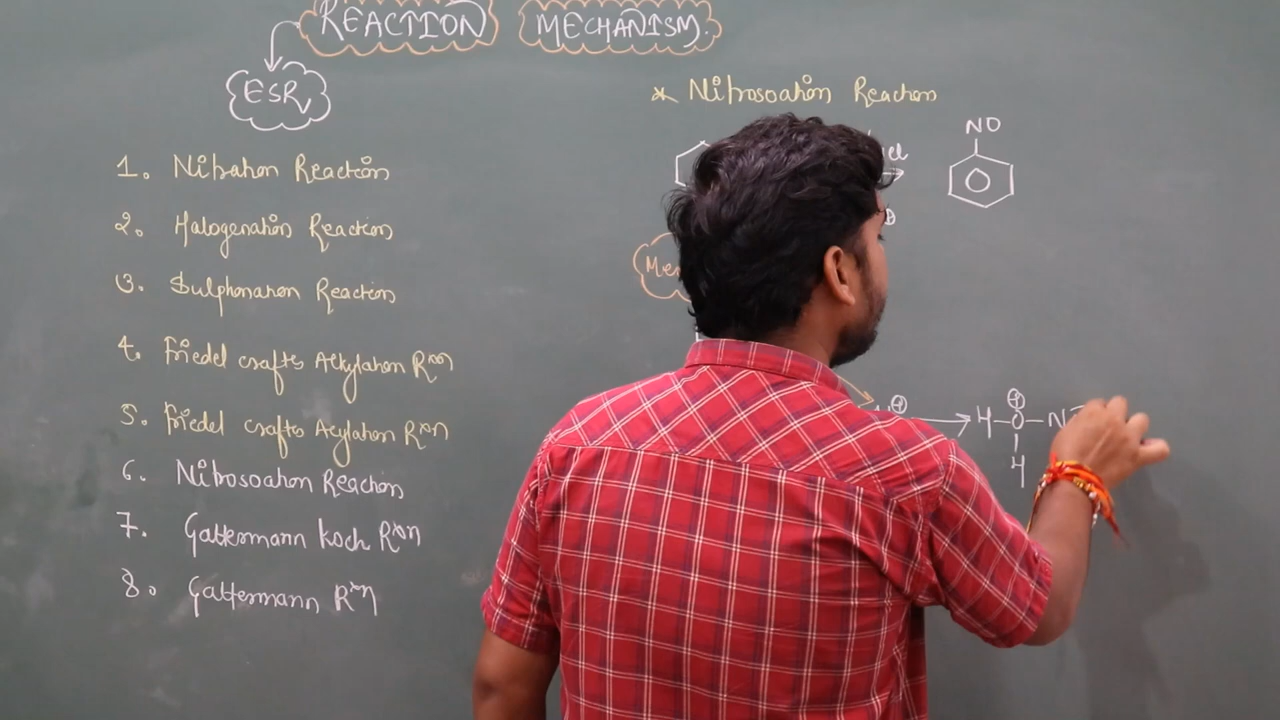 REACTION MECHANISM.
ESR
1. Nitration Reaction
2. Halogenation Reaction
3. Sulphonation Reaction
4. Friedel crafts Alkylation Rxn
5. Friedel crafts Acylation Rxn
6. Nitrosoation Reaction
7. Gattermann koch Rxn
8. Gattermann Rxn
* Nitrosoation Reaction
NO
⊕
⊕ → H-O-N
⊕
H